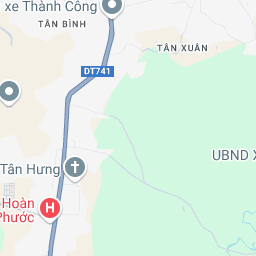 xe Thành Công
TÂN BÌNH
TÂN XUÂN
DT741
UBND X
Tân Hưng
Hoàn
Phước